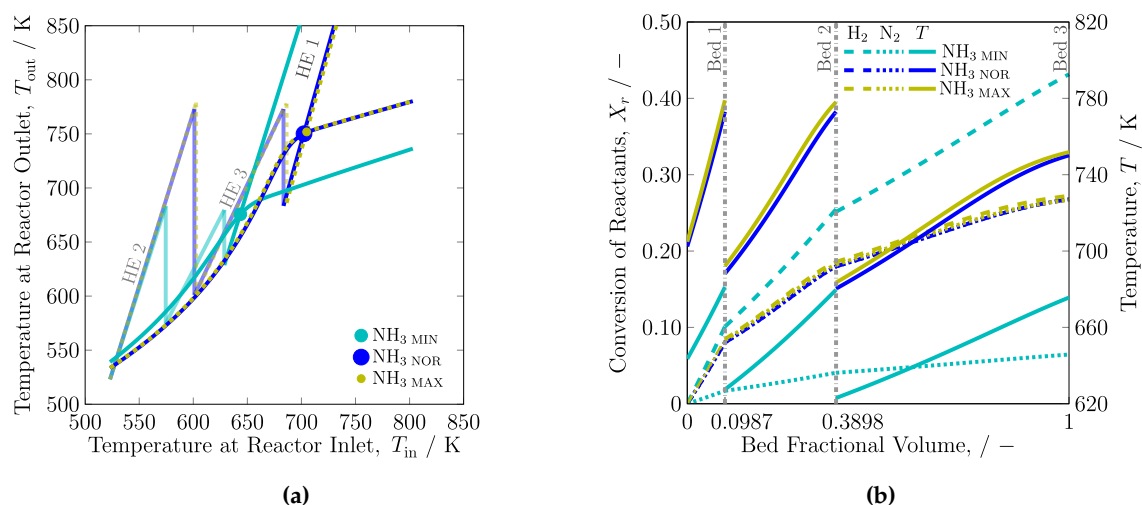 850
800
750
700
650
600
550
500
500 550 600 650 700 750 800 850
Temperature at Reactor Outlet, T_out / K
Temperature at Reactor Inlet, T_in / K
HE 2
HE 3
HE 1
NH3 MIN
NH3 NOR
NH3 MAX
(a)
0.50
0.40
0.30
0.20
0.10
0
0 0.0987 0.3898 1
Conversion of Reactants, X_r / −
Bed Fractional Volume, / −
Bed 1
Bed 2
Bed 3
H2 N2 T
NH3 MIN
NH3 NOR
NH3 MAX
820
780
740
700
660
620
Temperature, T / K
(b)